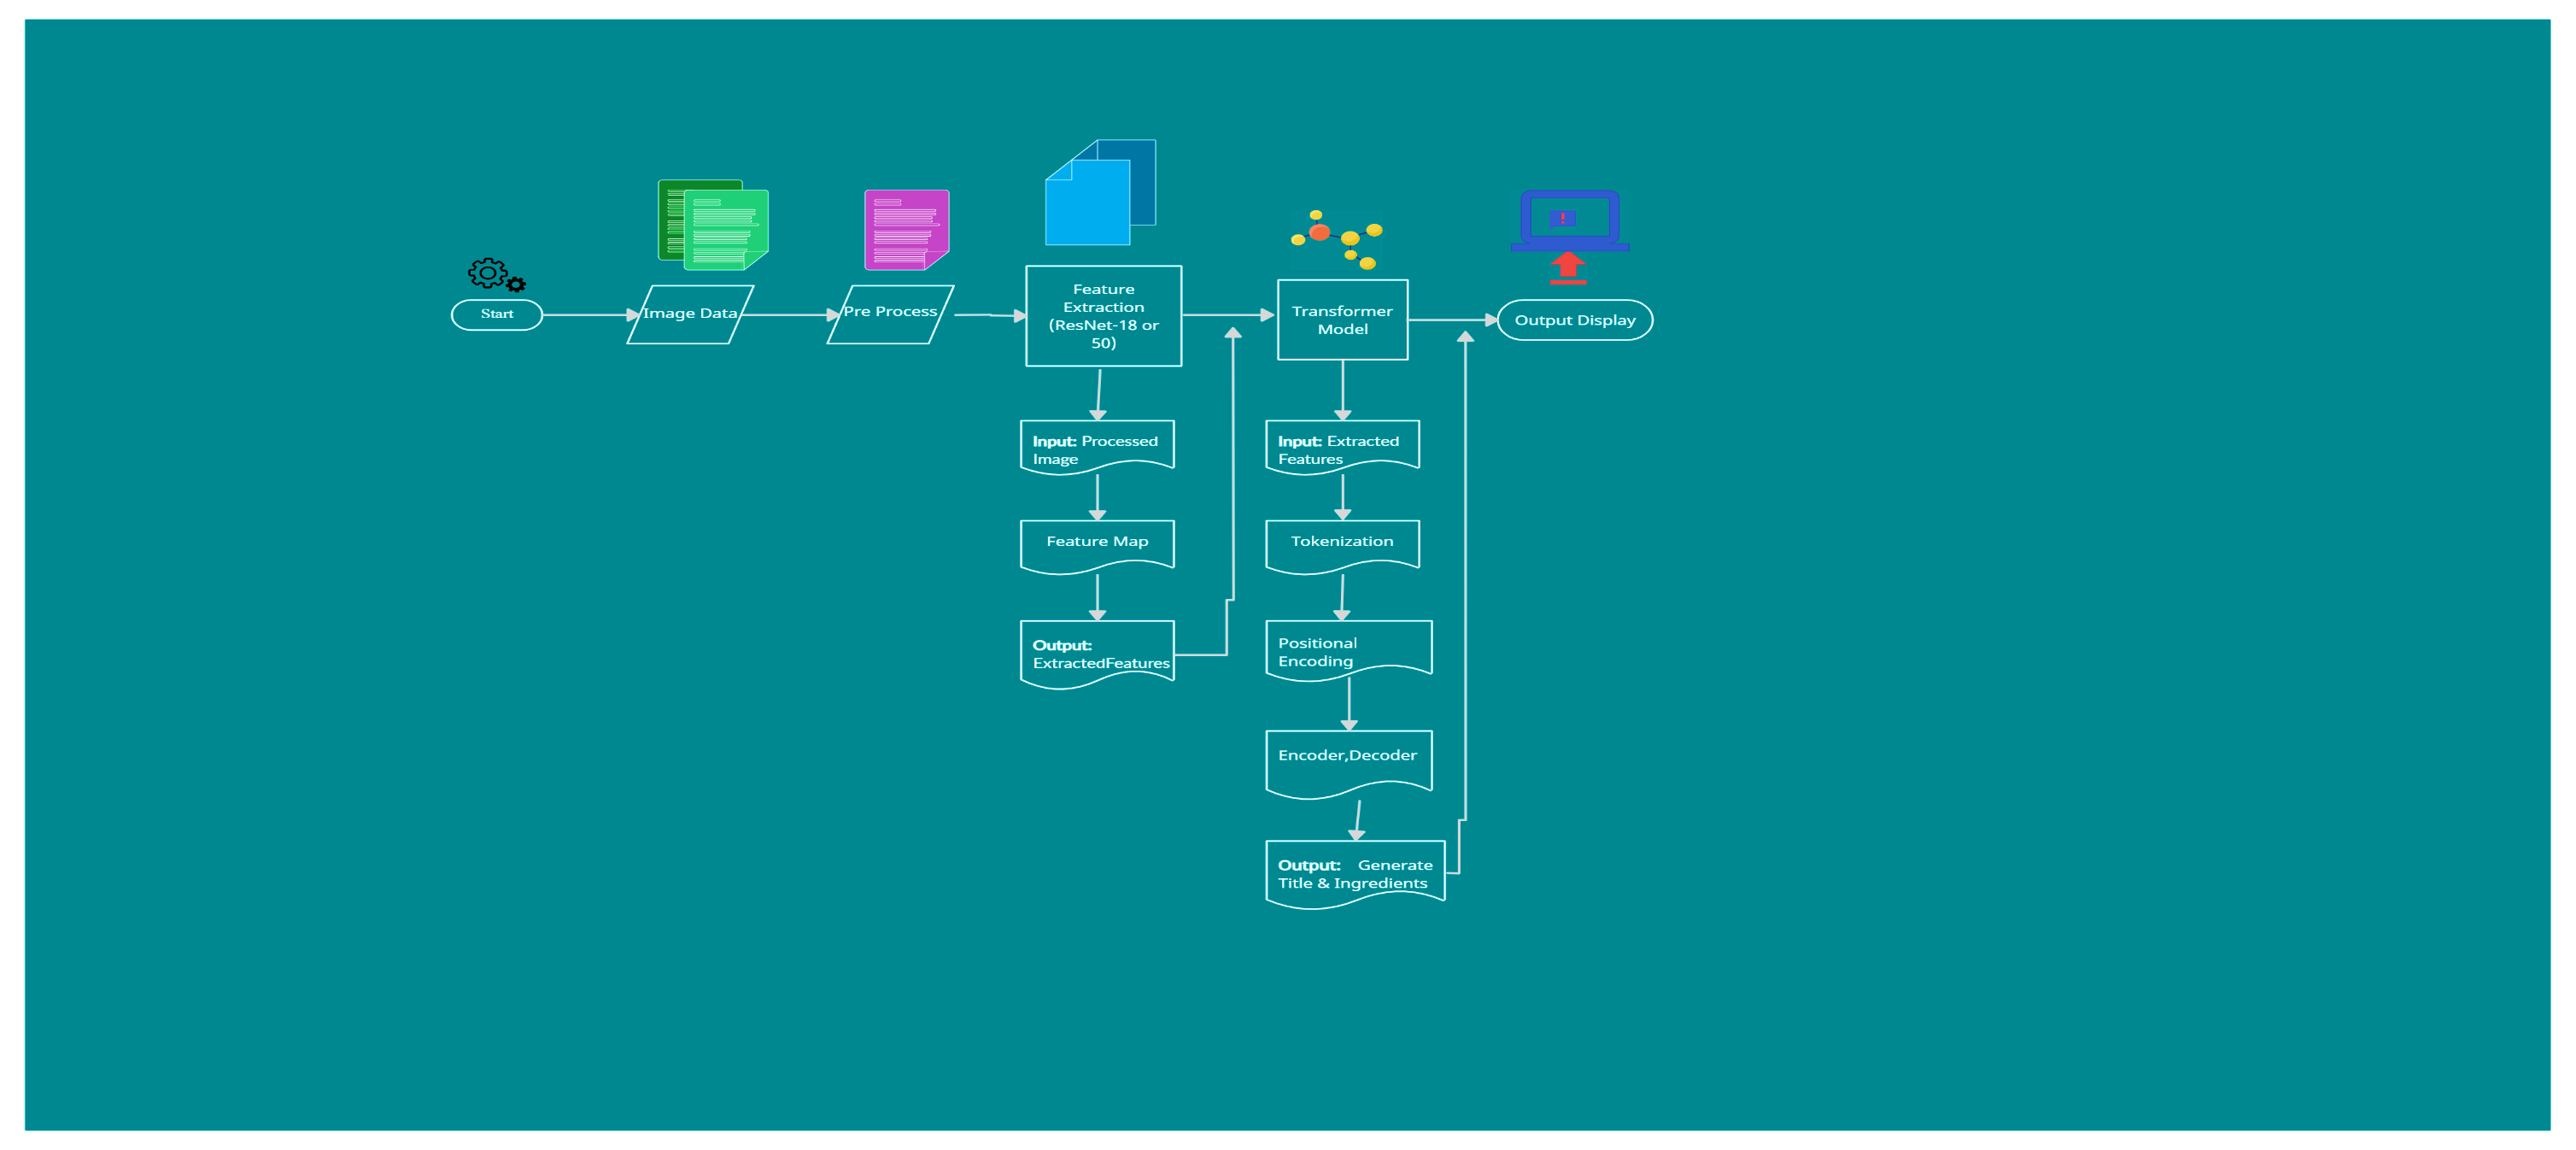 Start
Image Data
Pre Process
Feature
Extraction
(ResNet-18 or
50)
Transformer
Model
Output Display
Input: Processed
Image
Feature Map
Output:
ExtractedFeatures
Input: Extracted
Features
Tokenization
Positional
Encoding
Encoder,Decoder
Output: Generate
Title & Ingredients
!